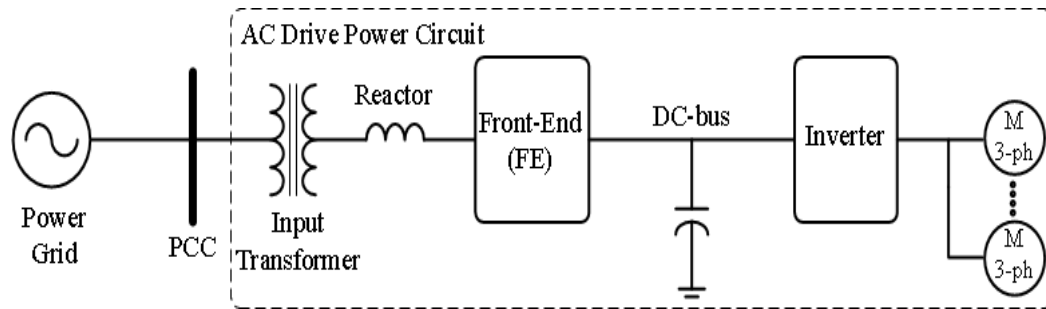 AC Drive Power Circuit
Reactor
Front-End
(FE)
DC-bus
Inverter
M
3-ph
M
3-ph
Power
Grid
PCC
Input
Transformer